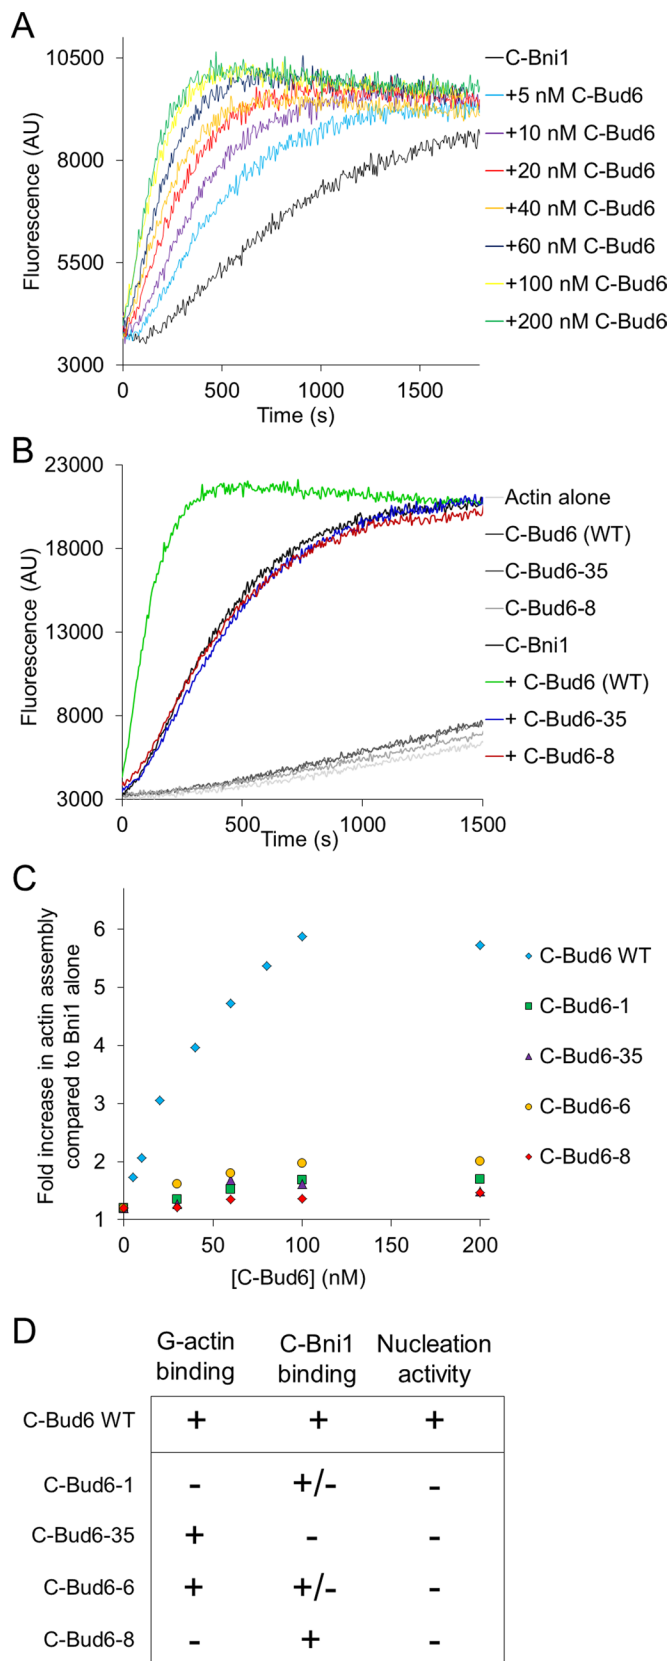 A
10500
8000
5500
3000
Fluorescence (AU)
0
500
1000
1500
Time (s)
C-Bni1
+5 nM C-Bud6
+10 nM C-Bud6
+20 nM C-Bud6
+40 nM C-Bud6
+60 nM C-Bud6
+100 nM C-Bud6
+200 nM C-Bud6
B
23000
18000
13000
8000
3000
Fluorescence (AU)
0
500
1000
1500
Time (s)
Actin alone
C-Bud6 (WT)
C-Bud6-35
C-Bud6-8
C-Bni1
+ C-Bud6 (WT)
+ C-Bud6-35
+ C-Bud6-8
C
Fold increase in actin assembly
compared to Bni1 alone
6
5
4
3
2
1
0
50
100
150
200
[C-Bud6] (nM)
C-Bud6 WT
C-Bud6-1
C-Bud6-35
C-Bud6-6
C-Bud6-8
D
G-actin binding
C-Bni1 binding
Nucleation activity
C-Bud6 WT + + +
C-Bud6-1 - +/- -
C-Bud6-35 + - -
C-Bud6-6 + +/- -
C-Bud6-8 - + -